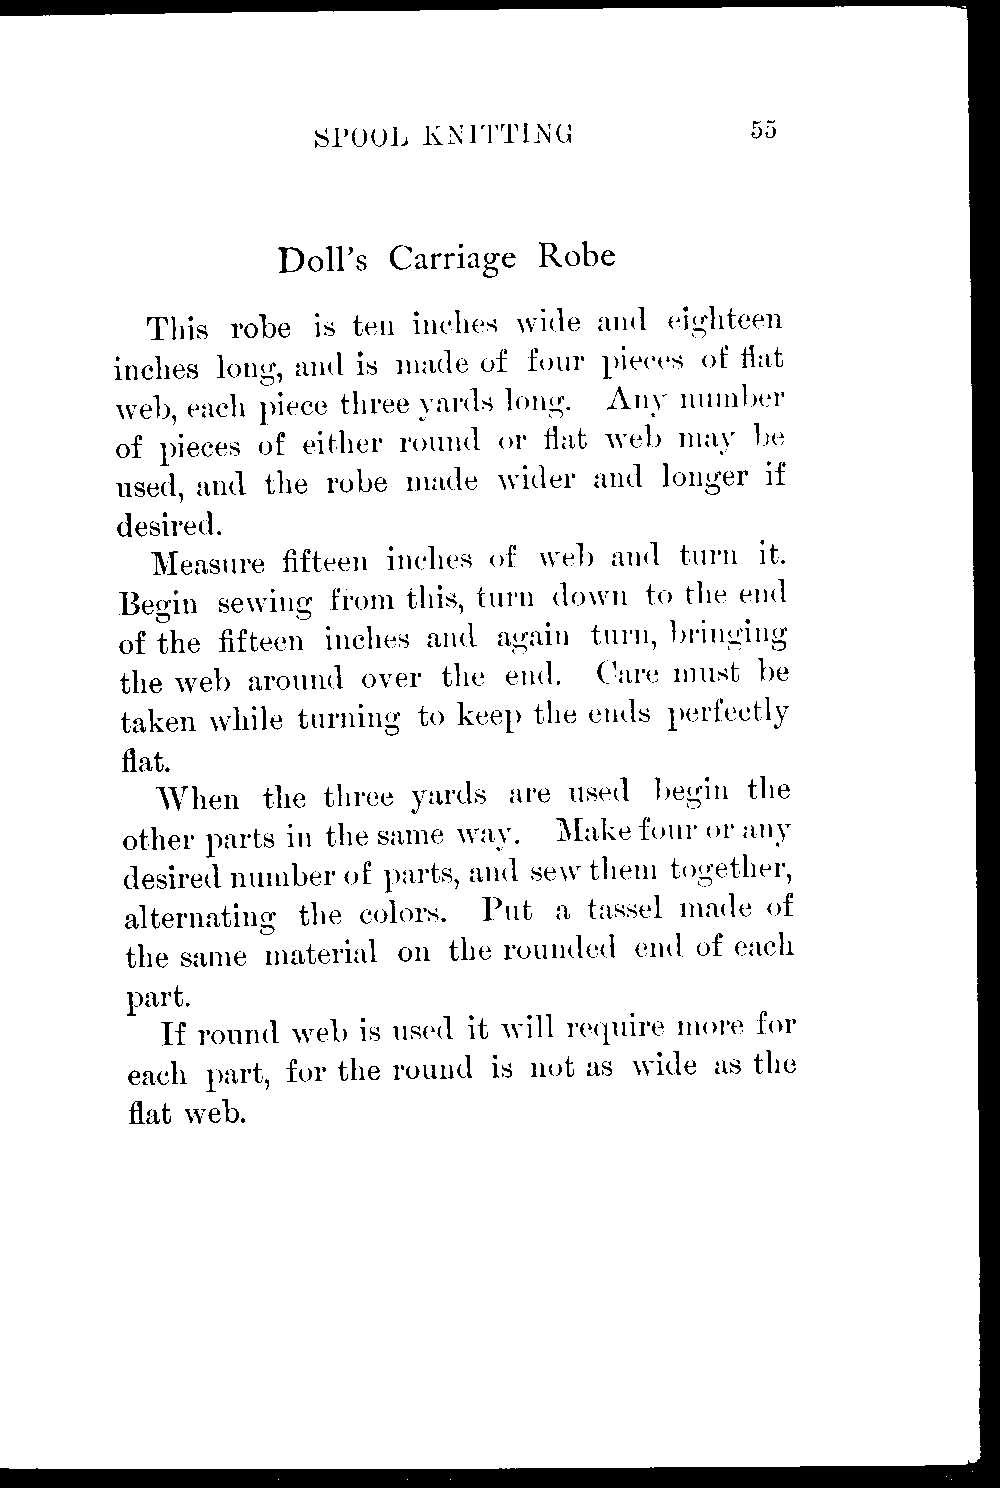 SPOOL KNITTING 55
Doll's Carriage Robe
This robe is ten inches wide and eighteen
inches long, and is made of four pieces of flat
web, each piece three yards long. Any number
of pieces of either round or flat web may be
used, and the robe made wider and longer if
desired.
Measure fifteen inches of web and turn it.
Begin sewing from this, turn down to the end
of the fifteen inches and again turn, bringing
the web around over the end. Care must be
taken while turning to keep the ends perfectly
flat.
When the three yards are used begin the
other parts in the same way. Make four or any
desired number of parts, and sew them together,
alternating the colors. Put a tassel made of
the same material on the rounded end of each
part.
If round web is used it will require more for
each part, for the round is not as wide as the
flat web.